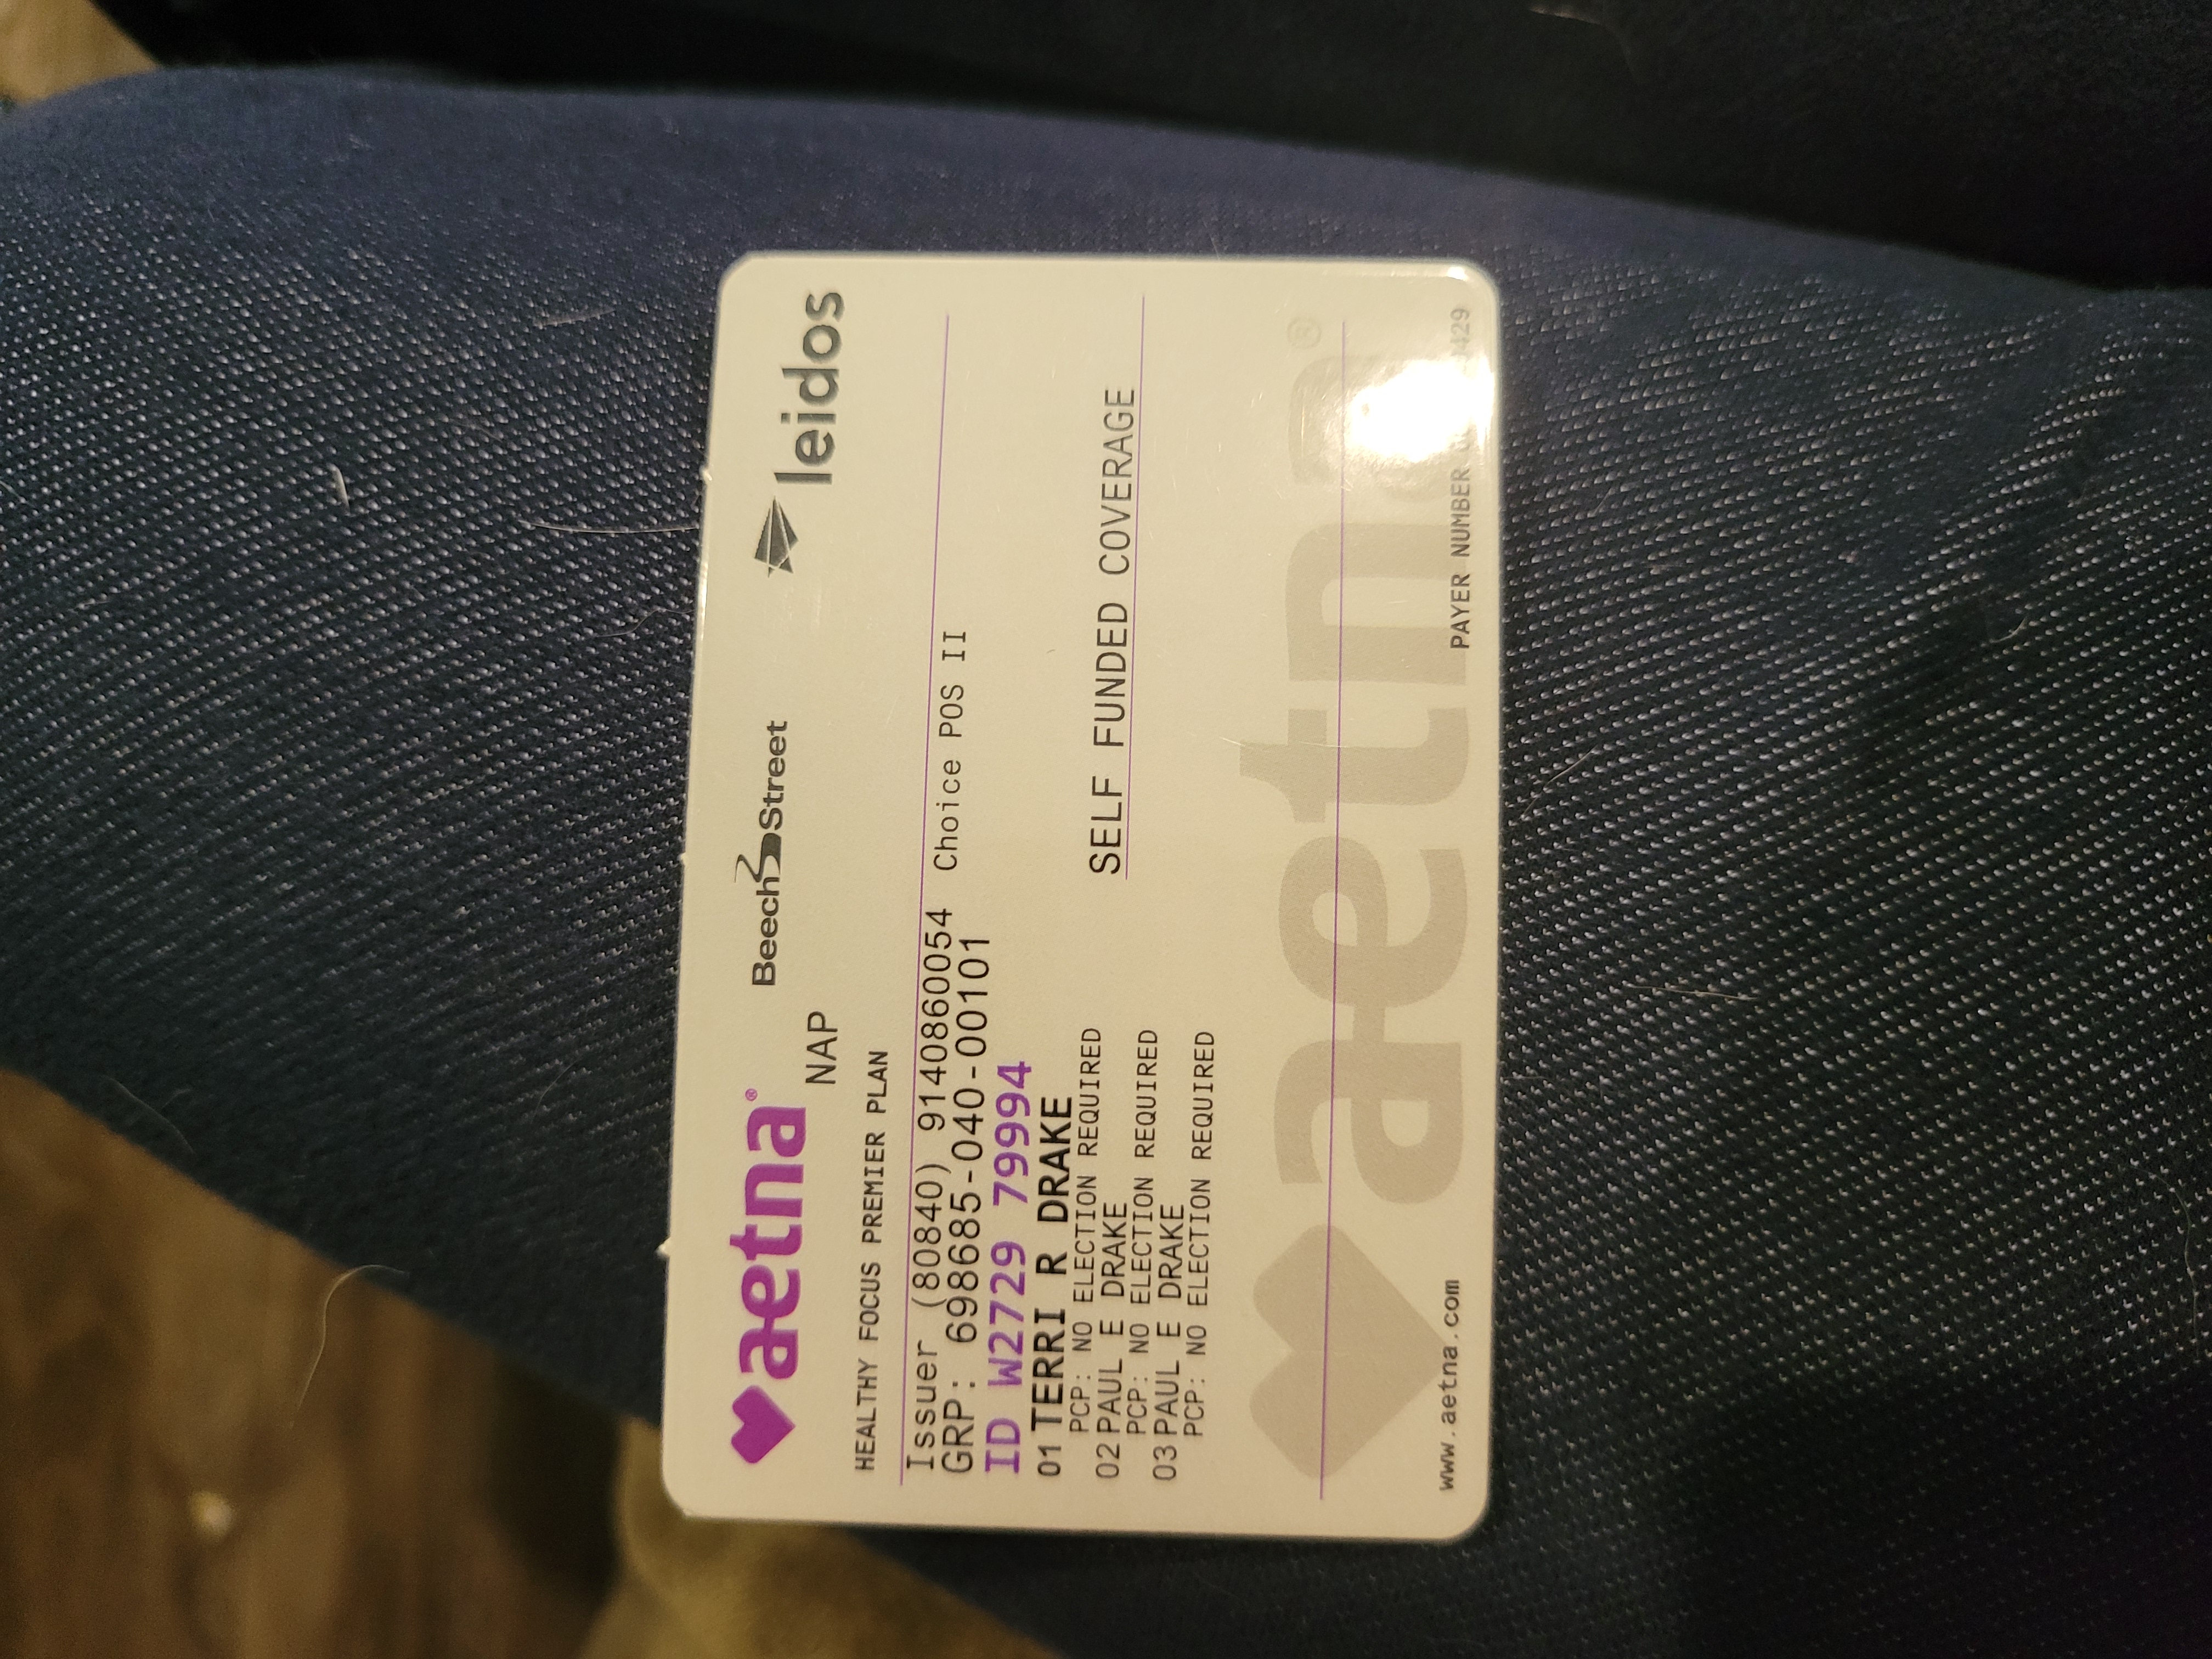 aetna®
NAP
Beech Street
leidos
HEALTHY FOCUS PREMIER PLAN
Issuer (80840) 9140860054 Choice POS II
GRP: 698685-040-00101
ID W2729 79994
01 TERRI R DRAKE
PCP: NO ELECTION REQUIRED
02 PAUL E DRAKE
PCP: NO ELECTION REQUIRED
03 PAUL E DRAKE
PCP: NO ELECTION REQUIRED
SELF FUNDED COVERAGE
aetna®
www.aetna.com
PAYER NUMBER